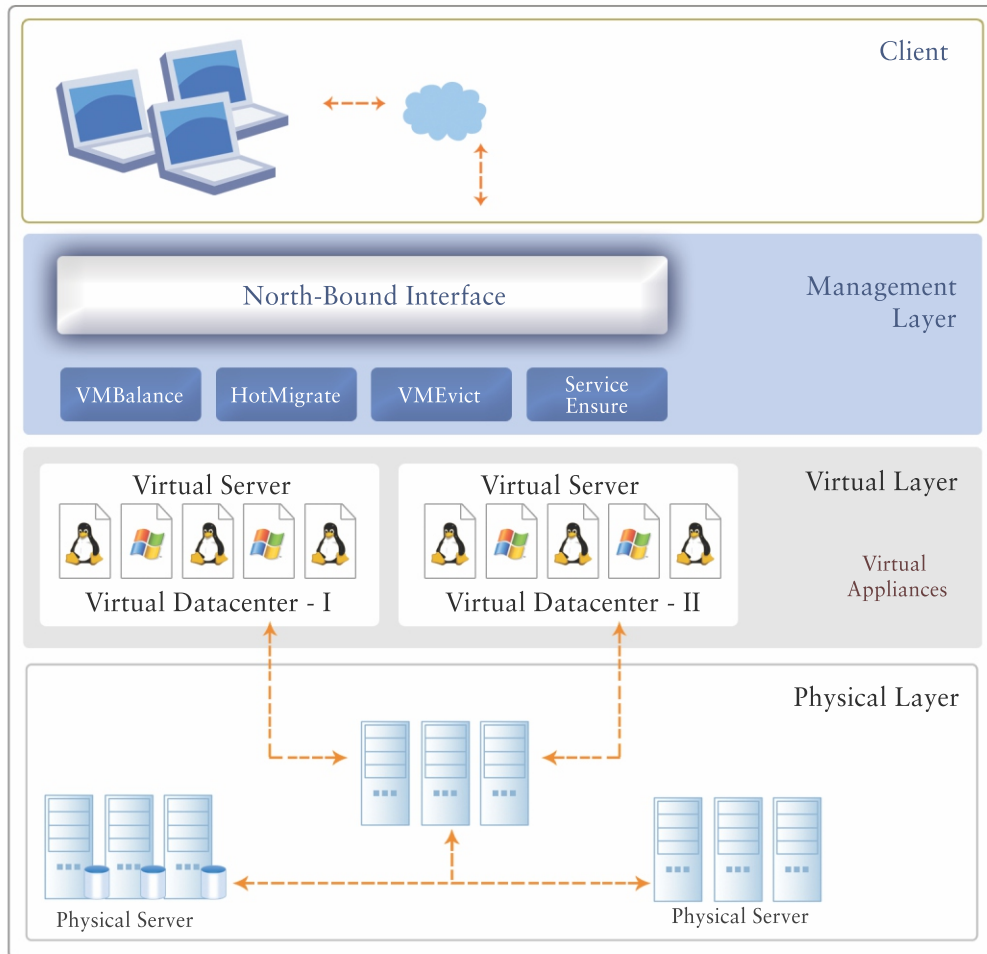 Client
North-Bound Interface
Management
Layer
VMBalance
HotMigrate
VMEvict
Service
Ensure
Virtual Server
Virtual Server
Virtual Layer
Virtual
Appliances
Virtual Datacenter - I
Virtual Datacenter - II
Physical Layer
Physical Server
Physical Server